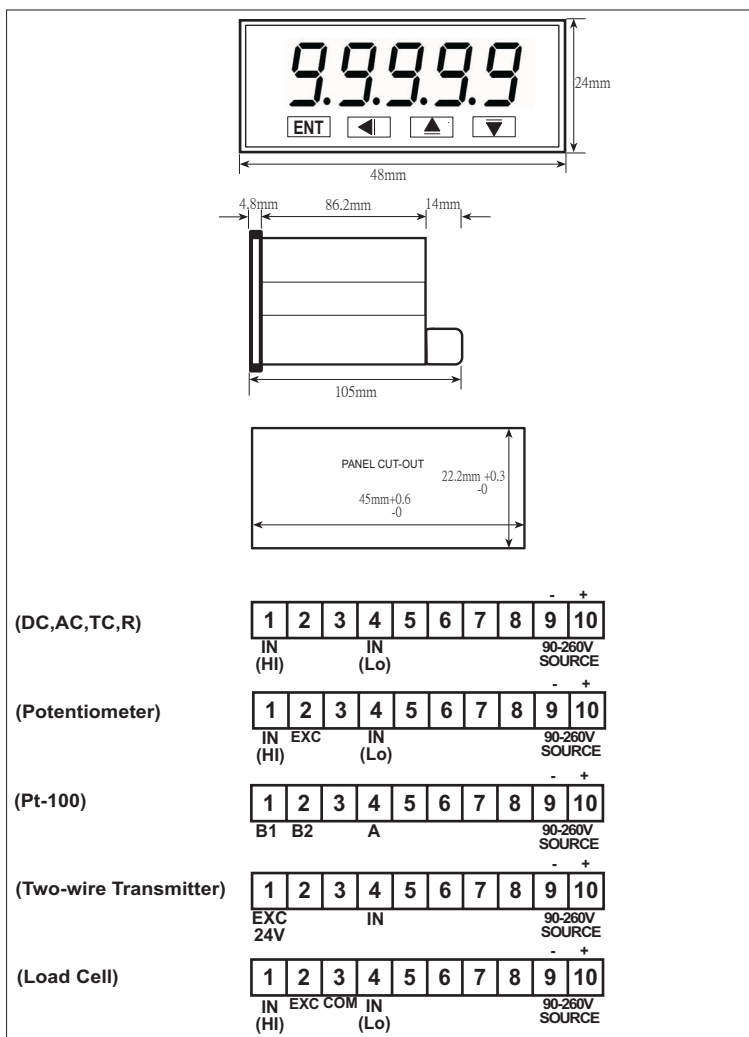 9.9.9.9.9
ENT
24mm
48mm
4.8mm 86.2mm 14mm
105mm
PANEL CUT-OUT
22.2mm +0.3
-0
45mm+0.6
-0
- +
(DC,AC,TC,R) 1 2 3 4 5 6 7 8 9 10
IN IN 90-260V
(HI) (Lo) SOURCE
- +
(Potentiometer) 1 2 3 4 5 6 7 8 9 10
IN EXC IN 90-260V
(HI) (Lo) SOURCE
- +
(Pt-100) 1 2 3 4 5 6 7 8 9 10
B1 B2 A 90-260V
SOURCE
- +
(Two-wire Transmitter) 1 2 3 4 5 6 7 8 9 10
EXC IN 90-260V
24V SOURCE
- +
(Load Cell) 1 2 3 4 5 6 7 8 9 10
IN EXC COM IN 90-260V
(HI) (Lo) SOURCE